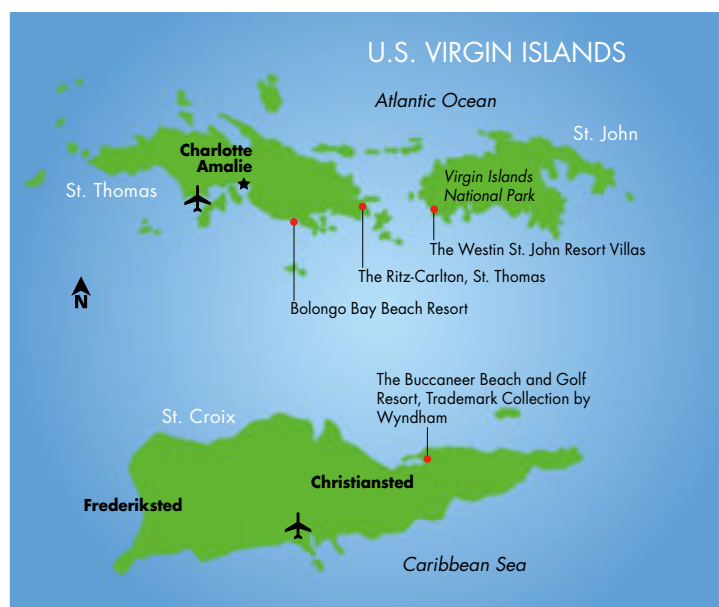 U.S. VIRGIN ISLANDS
Atlantic Ocean
St. John
Charlotte
Amalie
Virgin Islands
National Park
St. Thomas
The Westin St. John Resort Villas
The Ritz-Carlton, St. Thomas
N
Bolongo Bay Beach Resort
The Buccaneer Beach and Golf
Resort, Trademark Collection by
Wyndham
St. Croix
Christiansted
Frederiksted
Caribbean Sea